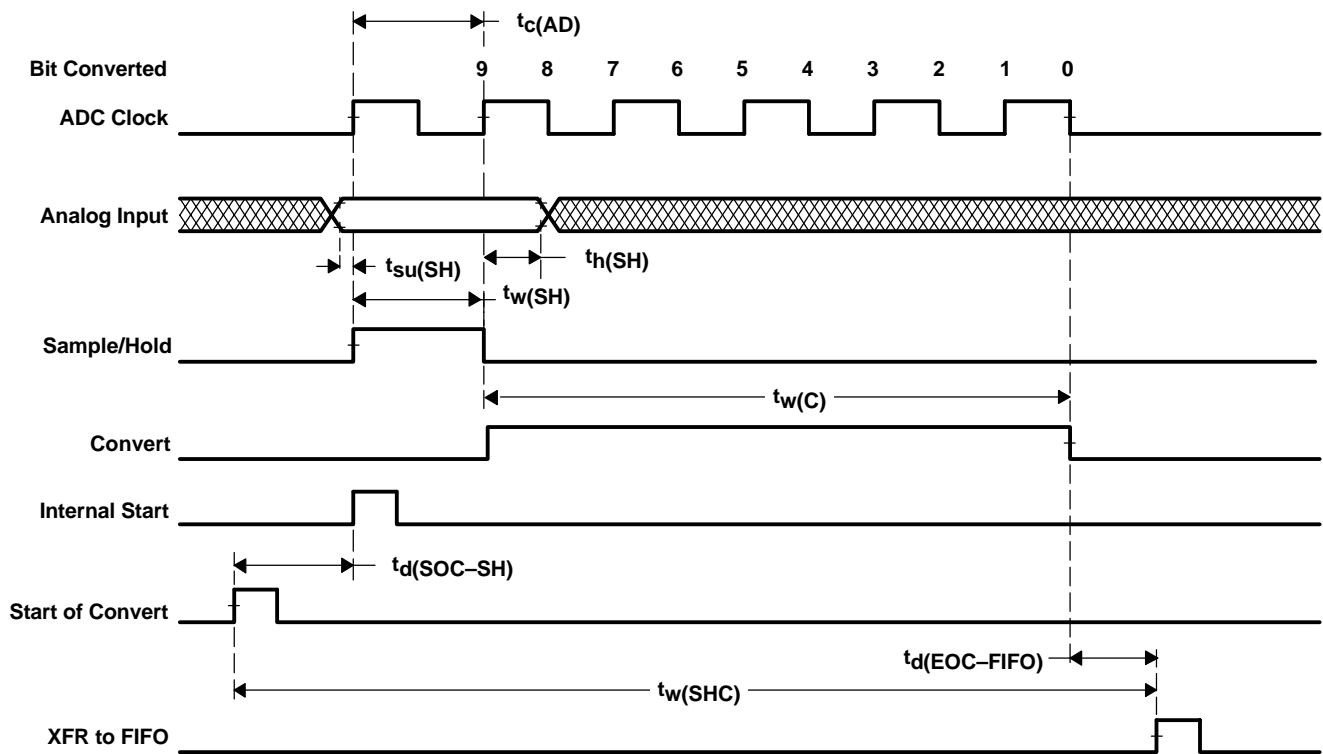 tc(AD)
Bit Converted 9 8 7 6 5 4 3 2 1 0
ADC Clock
Analog Input
tsu(SH)
th(SH)
tw(SH)
Sample/Hold
tw(C)
Convert
Internal Start
td(SOC–SH)
Start of Convert
td(EOC–FIFO)
tw(SHC)
XFR to FIFO